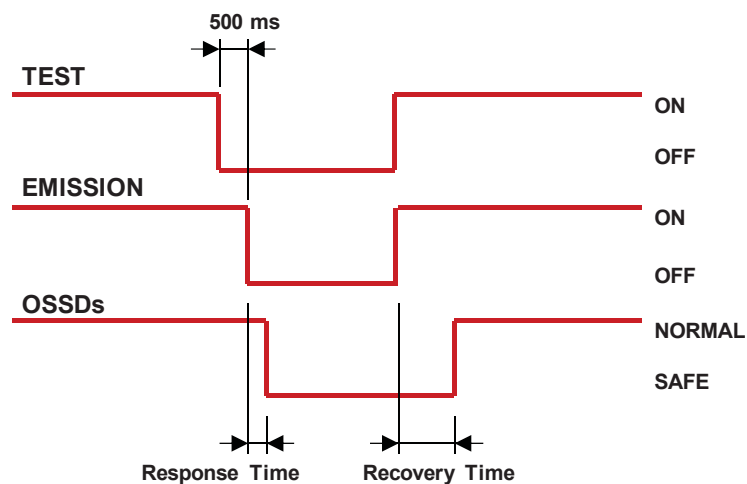 500 ms
TEST
ON
OFF
EMISSION
ON
OFF
OSSDs
NORMAL
SAFE
Response Time
Recovery Time